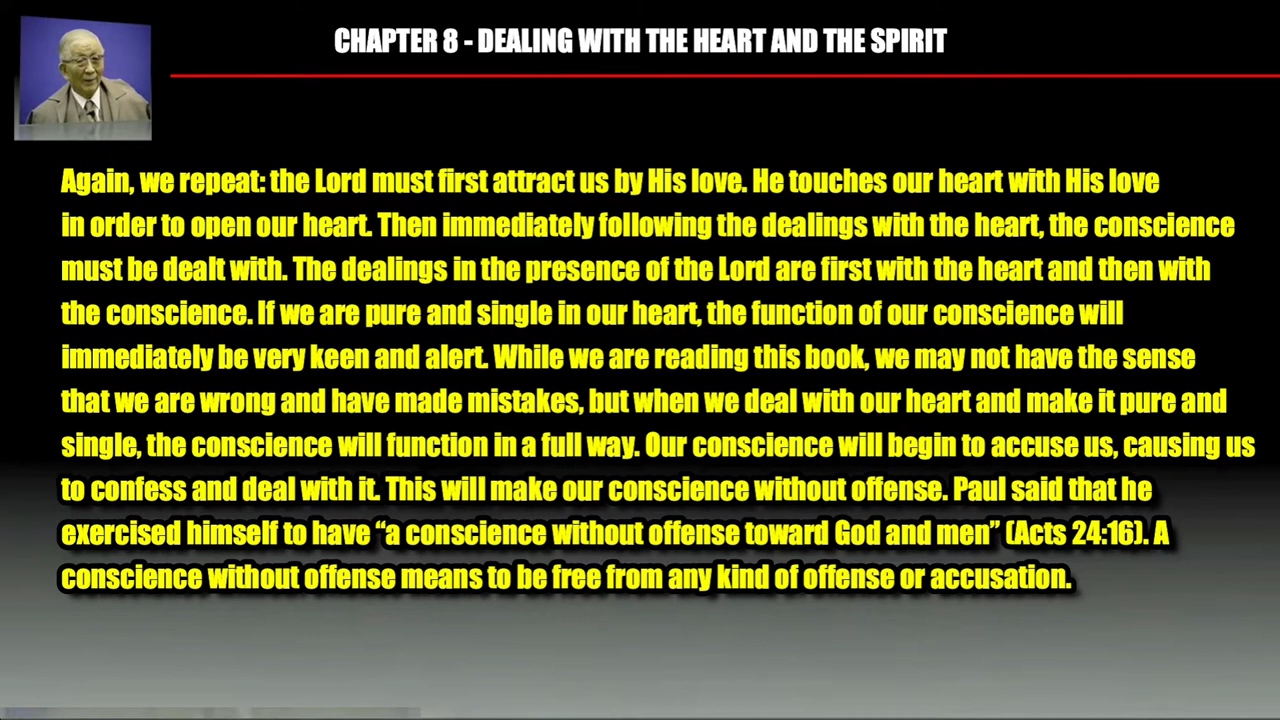 CHAPTER 8 - DEALING WITH THE HEART AND THE SPIRIT
Again, we repeat: the Lord must first attract us by His love. He touches our heart with His love
in order to open our heart. Then immediately following the dealings with the heart, the conscience
must be dealt with. The dealings in the presence of the Lord are first with the heart and then with
the conscience. If we are pure and single in our heart, the function of our conscience will
immediately be very keen and alert. While we are reading this book, we may not have the sense
that we are wrong and have made mistakes, but when we deal with our heart and make it pure and
single, the conscience will function in a full way. Our conscience will begin to accuse us, causing us
to confess and deal with it. This will make our conscience without offense. Paul said that he
exercised himself to have “a conscience without offense toward God and men” (Acts 24:16). A
conscience without offense means to be free from any kind of offense or accusation.